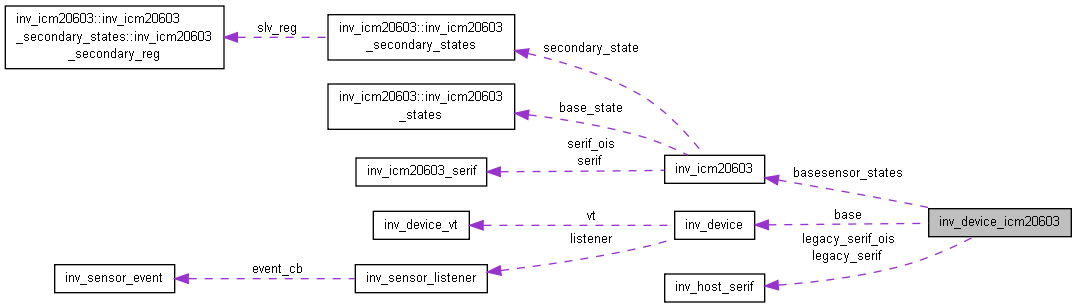 inv_icm20603::inv_icm20603
_secondary_states::inv_icm20603
_secondary_reg
slv_reg
inv_icm20603::inv_icm20603
_secondary_states
secondary_state
inv_icm20603::inv_icm20603
_states
base_state
inv_icm20603_serif
serif_ois
serif
inv_icm20603
basesensor_states
inv_device_vt
vt
inv_device
base
inv_device_icm20603
listener
legacy_serif_ois
legacy_serif
inv_sensor_event
event_cb
inv_sensor_listener
inv_host_serif